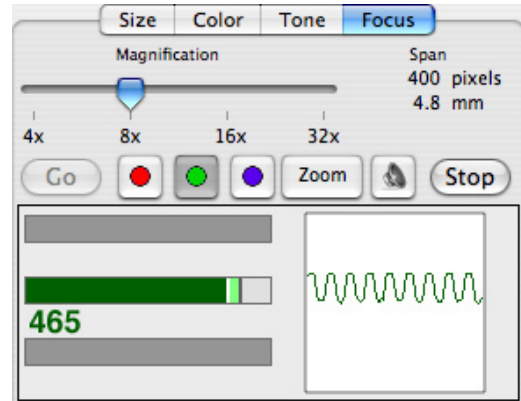 Size Color Tone Focus
Magnification Span
400 pixels
4.8 mm
4x 8x 16x 32x
Go Zoom Stop
465